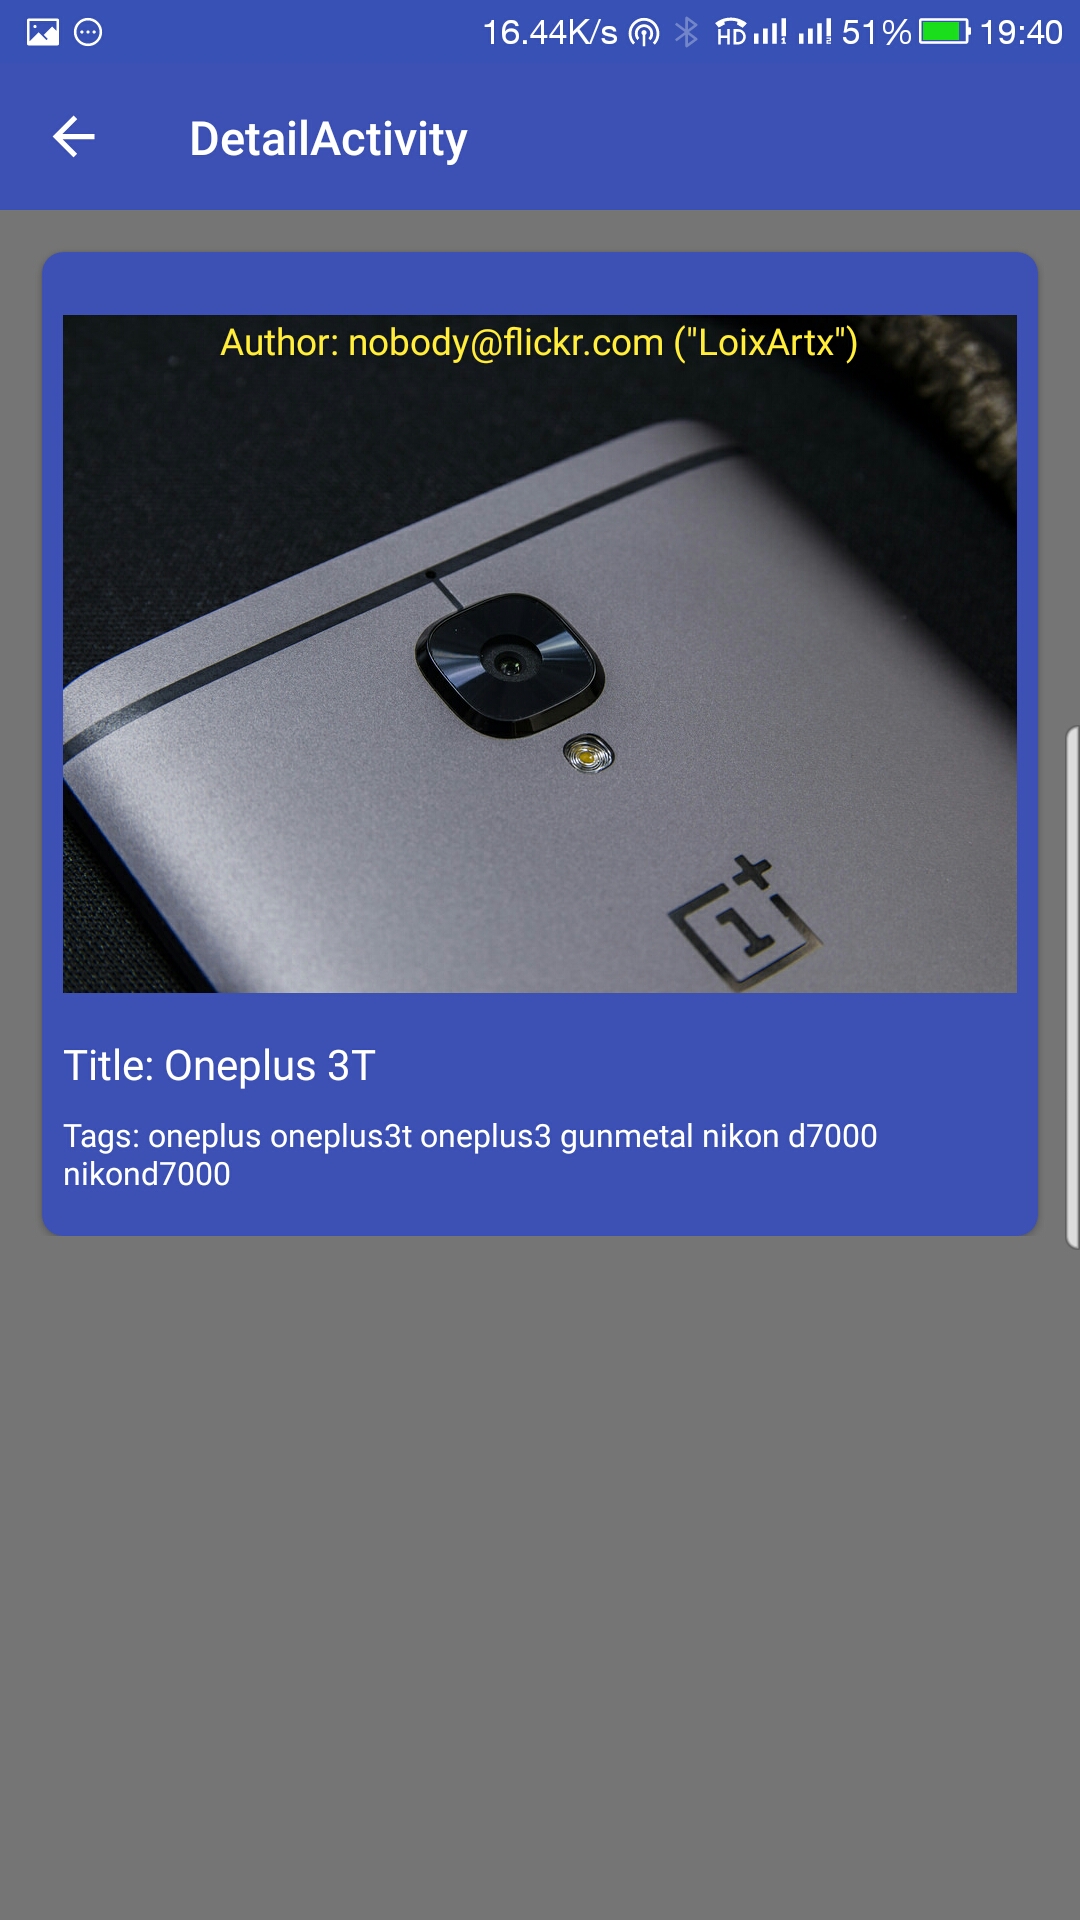 16.44K/s HD 51% 19:40
DetailActivity
Author: nobody@flickr.com ("LoixArtx")
1+
Title: Oneplus 3T
Tags: oneplus oneplus3t oneplus3 gunmetal nikon d7000
nikond7000